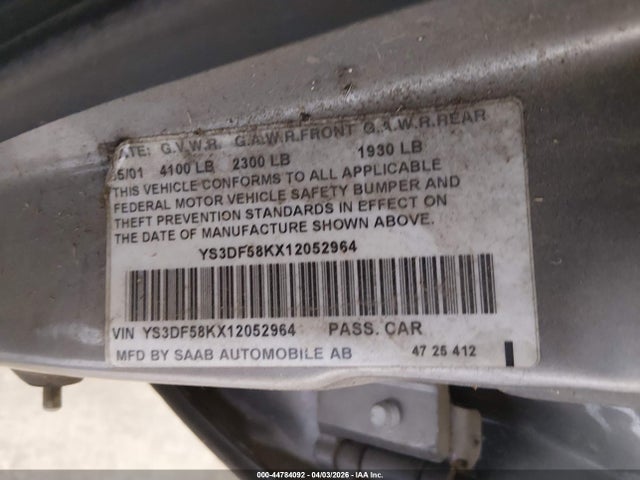 ATE: G.V.W.R. G.A.W.R.FRONT G.A.W.R.REAR
05/01 4100 LB 2300 LB 1930 LB
THIS VEHICLE CONFORMS TO ALL APPLICABLE
FEDERAL MOTOR VEHICLE SAFETY BUMPER AND
THEFT PREVENTION STANDARDS IN EFFECT ON
THE DATE OF MANUFACTURE SHOWN ABOVE.
YS3DF58KX12052964
VIN YS3DF58KX12052964 PASS. CAR
MFD BY SAAB AUTOMOBILE AB 47 25 412
000-44784092 - 04/03/2026 - IAA Inc.